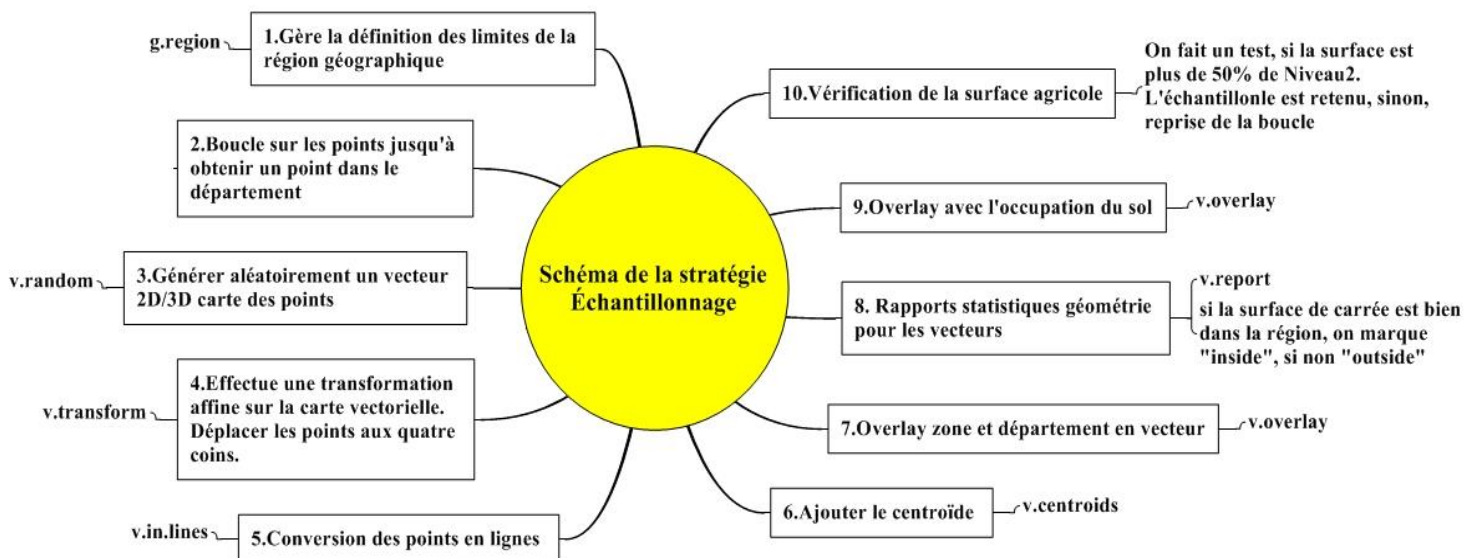 Schéma de la stratégie
Échantillonnage
g.region
1.Gère la définition des limites de la
région géographique
2.Boucle sur les points jusqu'à
obtenir un point dans le
département
v.random
3.Générer aléatoirement un vecteur
2D/3D carte des points
v.transform
4.Effectue une transformation
affine sur la carte vectorielle.
Déplacer les points aux quatre
coins.
v.in.lines
5.Conversion des points en lignes
6.Ajouter le centroïde
v.centroids
7.Overlay zone et département en vecteur
v.overlay
8. Rapports statistiques géométrie
pour les vecteurs
v.report
si la surface de carrée est bien
dans la région, on marque
"inside", si non "outside"
9.Overlay avec l'occupation du sol
v.overlay
10.Vérification de la surface agricole
On fait un test, si la surface est
plus de 50% de Niveau2.
L'échantillonle est retenu, sinon,
reprise de la boucle